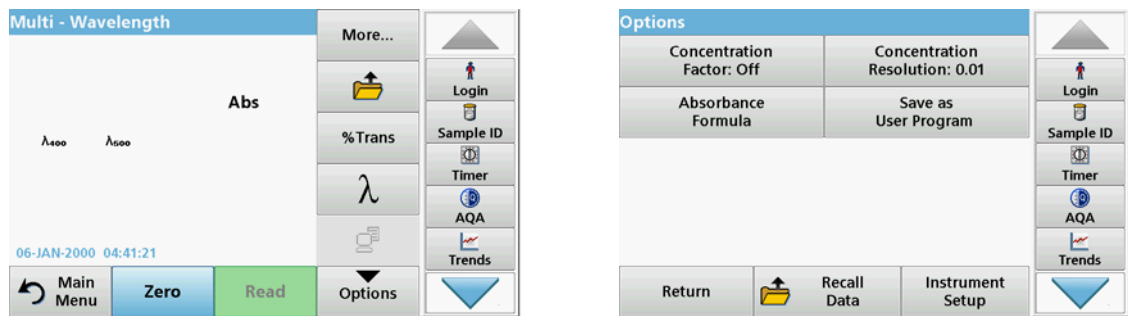 Multi - Wavelength
More...
Login
Abs
%Trans
Sample ID
λ₄₀₀ λ₅₀₀
Timer
λ
AQA
06-JAN-2000 04:41:21
Trends
Main
Menu
Zero
Read
Options
Options
Concentration
Factor: Off
Concentration
Resolution: 0.01
Login
Absorbance
Formula
Save as
User Program
Sample ID
Timer
AQA
Trends
Return
Recall
Data
Instrument
Setup